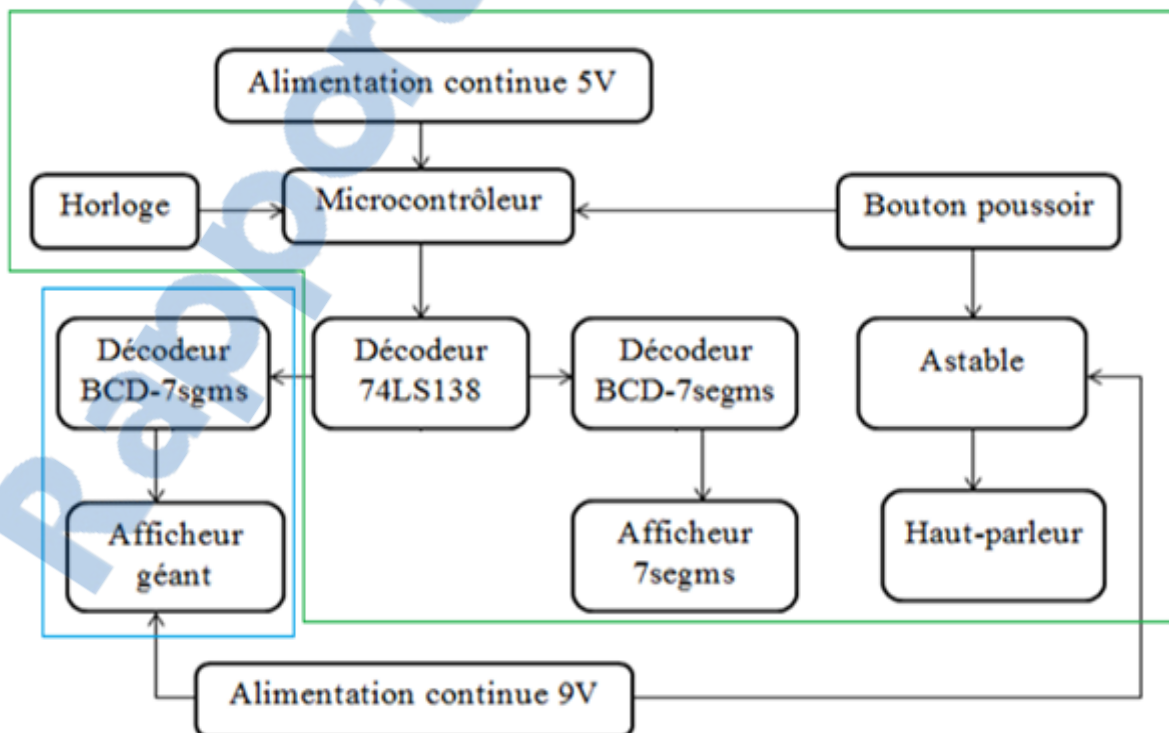 Alimentation continue 5V
Horloge
Microcontrôleur
Bouton poussoir
Décodeur
BCD-7sgms
Décodeur
74LS138
Décodeur
BCD-7segms
Astable
Afficheur
géant
Afficheur
7segms
Haut-parleur
Alimentation continue 9V
Rappor